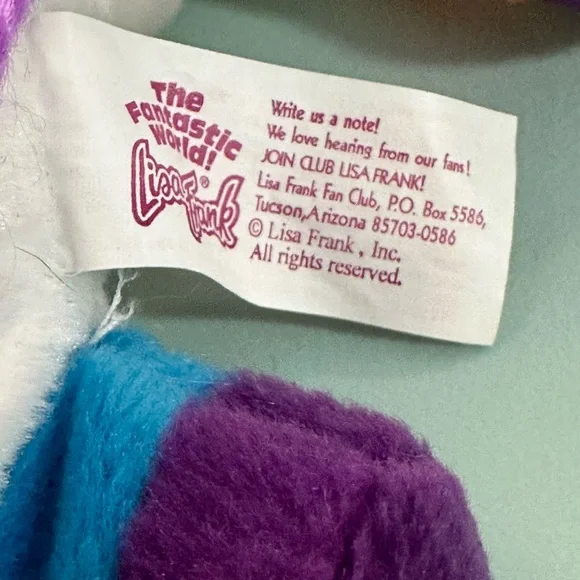 The
Fantastic
World!
Lisa®
Frank
Write us a note!
We love hearing from our fans!
JOIN CLUB LISA FRANK!
Lisa Frank Fan Club, P.O. Box 5586,
Tucson, Arizona 85703-0586
© Lisa Frank, Inc.
All rights reserved.